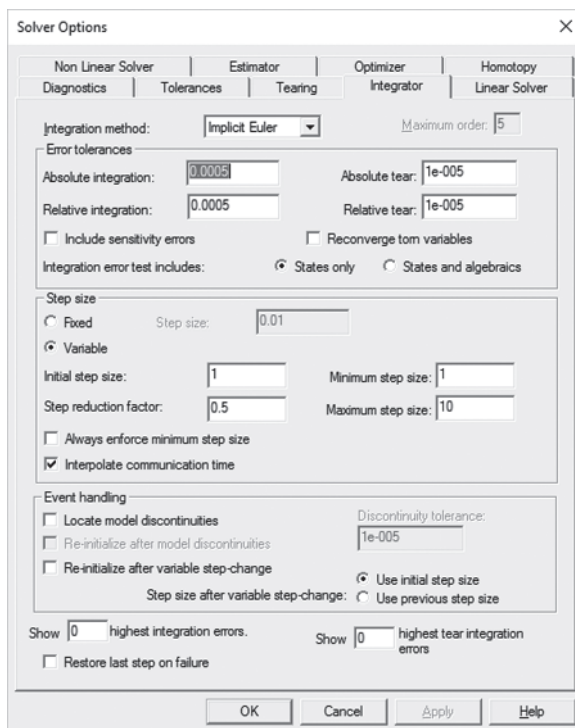 Solver Options
Non Linear Solver Estimator Optimizer Homotopy
Diagnostics Tolerances Tearing Integrator Linear Solver
Integration method: Implicit Euler Maximum order: 5
Error tolerances
Absolute integration: 0.0005 Absolute tear: 1e-005
Relative integration: 0.0005 Relative tear: 1e-005
Include sensitivity errors Reconverge torn variables
Integration error test includes: States only States and algebraics
Step size
Fixed Step size: 0.01
Variable
Initial step size: 1 Minimum step size: 1
Step reduction factor: 0.5 Maximum step size: 10
Always enforce minimum step size
Interpolate communication time
Event handling
Locate model discontinuities Discontinuity tolerance:
Re-initialize after model discontinuities 1e-005
Re-initialize after variable step-change
Step size after variable step-change: Use initial step size
Use previous step size
Show 0 highest integration errors. Show 0 highest tear integration
errors
Restore last step on failure
OK Cancel Apply Help